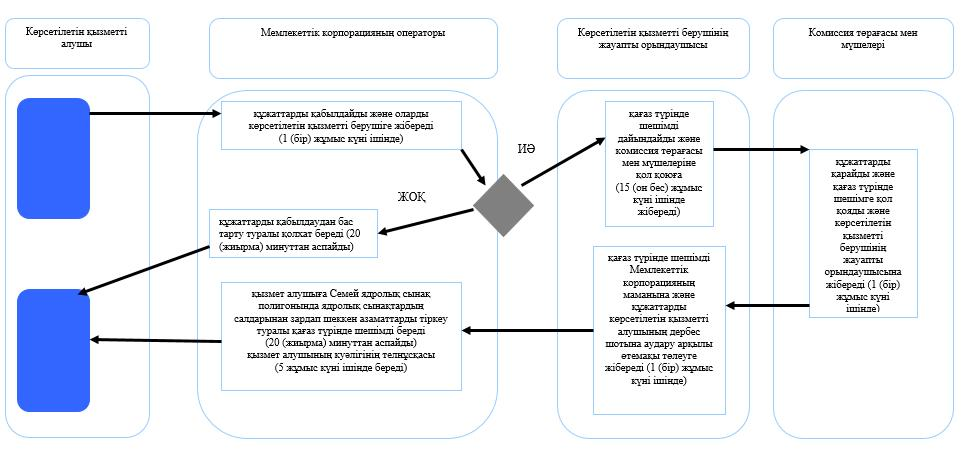 Көрсетілетін қызметті
алушы
Мемлекеттік корпорацияның операторы
Көрсетілетін қызметті берушінің
жауапты орындаушысы
Комиссия төрағасы мен
мүшелері
құжаттарды қабылдайды және оларды
көрсетілетін қызметті берушіге жібереді
(1 (бір) жұмыс күні ішінде)
ИӘ
қағаз түрінде
шешімді
дайындайды және
комиссия төрағасы
мен мүшелеріне
қол қоюға
(15 (он бес) жұмыс
күні ішінде
жібереді)
құжаттарды
қарайды және
қағаз түрінде
шешімге қол
қояды және
көрсетілетін
қызметті
берушінің
жауапты
орындаушысына
жібереді (1 (бір)
жұмыс күні
ішінде)
ЖОҚ
құжаттарды қабылдаудан бас
тарту туралы қолхат береді (20
(жиырма) минуттан аспайды)
қағаз түрінде шешімді
Мемлекеттік
корпорацияның
маманына және
құжаттарды
көрсетілетін қызметті
алушының дербес
шотына аудару арқылы
өтемақы төлеуге
жібереді (1 (бір) жұмыс
күні ішінде)
қызмет алушыға Семей ядролық сынақ
полигонында ядролық сынақтардың
салдарынан зардап шеккен азаматтарды тіркеу
туралы қағаз түрінде шешімді береді
(20 (жиырма) минуттан аспайды)
қызмет алушының куәлігінің телнұсқасы
(5 жұмыс күні ішінде береді)